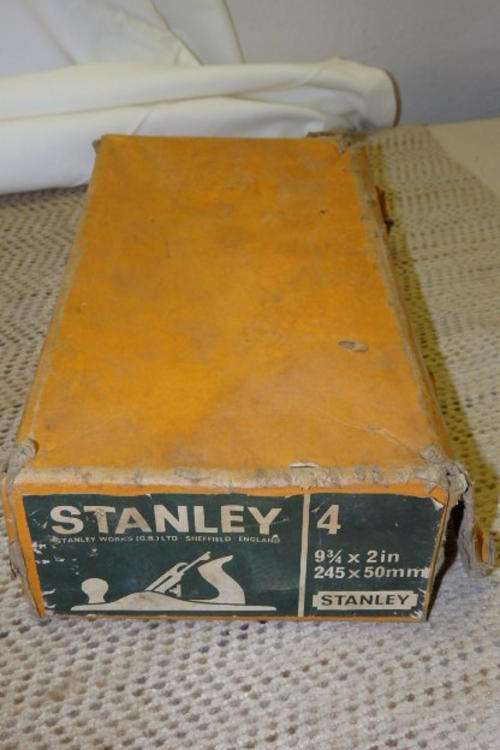 STANLEY
STANLEY WORKS (G.B.) LTD · SHEFFIELD · ENGLAND
4
9¾ x 2in
245 x 50mm
STANLEY